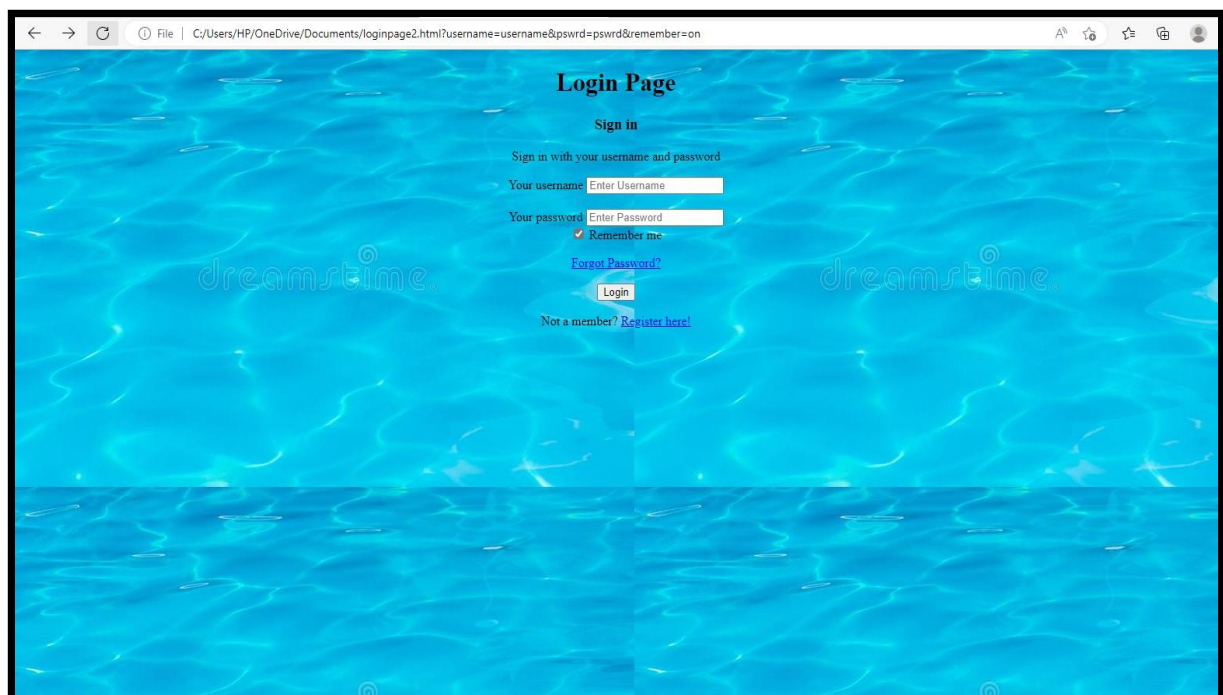 File | C:/Users/HP/OneDrive/Documents/loginpage2.html?username=username&pswrd=pswrd&remember=on
Login Page
Sign in
Sign in with your username and password
Your username Enter Username
Your password Enter Password
Remember me
dreamstime. dreamstime.
Forgot Password?
Login
Not a member? Register here!